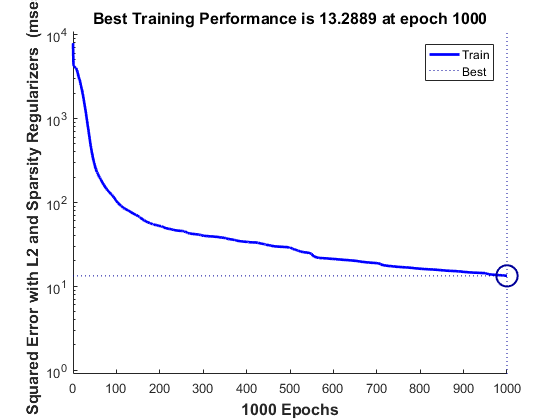 Best Training Performance is 13.2889 at epoch 1000
Squared Error with L2 and Sparsity Regularizers (mse
10^4
10^3
10^2
10^1
10^0
Train
Best
0 100 200 300 400 500 600 700 800 900 1000
1000 Epochs